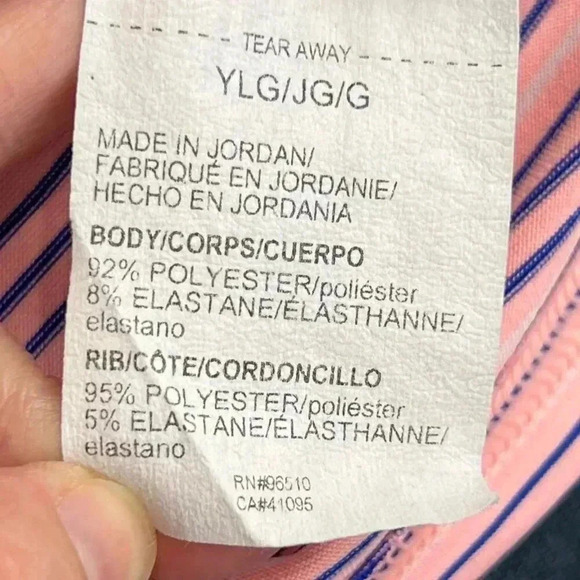 TEAR AWAY
YLG/JG/G
MADE IN JORDAN/
FABRIQUÉ EN JORDANIE/
HECHO EN JORDANIA
BODY/CORPS/CUERPO
92% POLYESTER/poliéster
8% ELASTANE/ÉLASTHANNE/
elastano
RIB/CÔTE/CORDONCILLO
95% POLYESTER/poliéster
5% ELASTANE/ÉLASTHANNE/
elastano
RN#96510
CA#41095